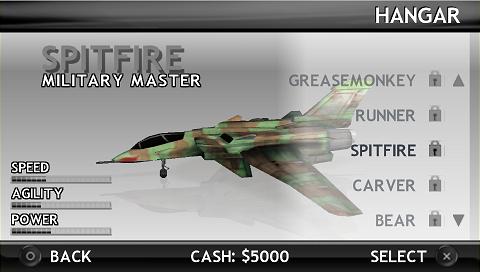 HANGAR
SPITFIRE
MILITARY MASTER
GREASEMONKEY
RUNNER
SPITFIRE
CARVER
BEAR
SPEED
AGILITY
POWER
BACK
CASH: $5000
SELECT